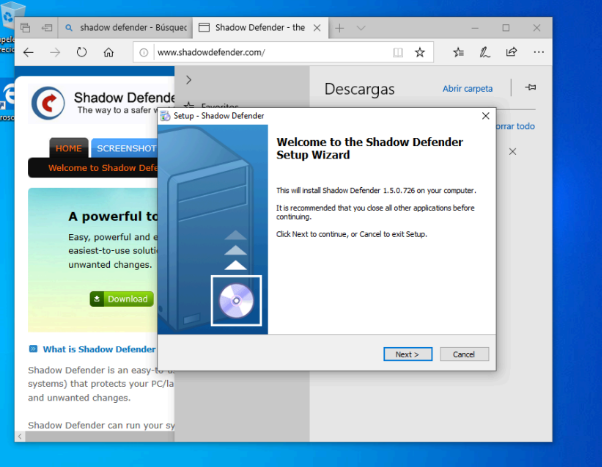 shadow defender - Búsquec
Shadow Defender - the
www.shadowdefender.com/
Shadow Defende
The way to a safer w
HOME
SCREENSHOT
Welcome to Shadow Defe
A powerful to
Easy, powerful and e
easiest-to-use soluti
unwanted changes.
Download
What is Shadow Defender
Shadow Defender is an easy-to-u
systems) that protects your PC/la
and unwanted changes.
Shadow Defender can run your sy
Favoritos
Descargas
Abrir carpeta
orrar todo
Setup - Shadow Defender
Welcome to the Shadow Defender
Setup Wizard
This will install Shadow Defender 1.5.0.726 on your computer.
It is recommended that you close all other applications before
continuing.
Click Next to continue, or Cancel to exit Setup.
Next >
Cancel